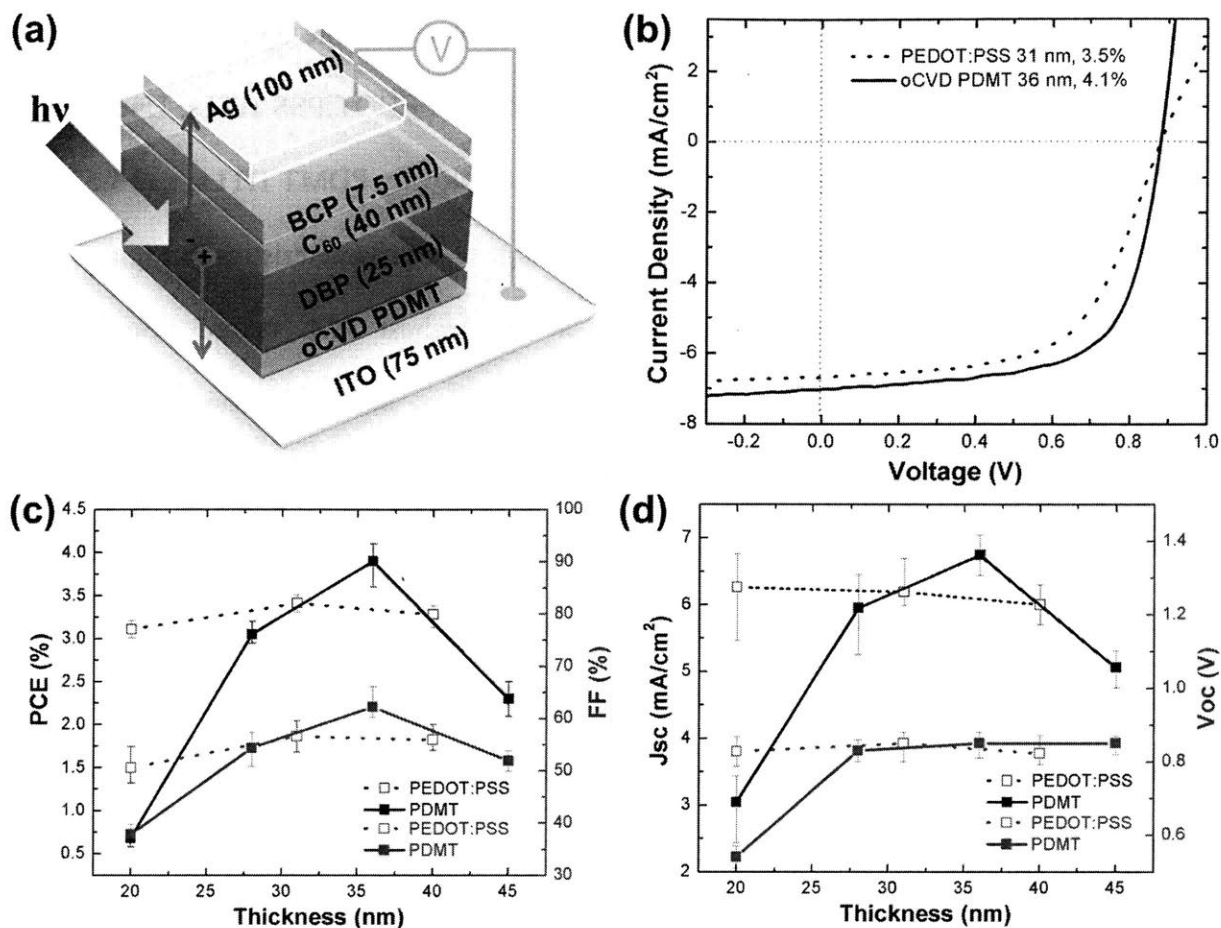 (a)
V
Ag (100 nm)
hν
BCP (7.5 nm)
C₆₀ (40 nm)
DBP (25 nm)
oCVD PDMT
ITO (75 nm)
-
+
(b)
PEDOT:PSS 31 nm, 3.5%
oCVD PDMT 36 nm, 4.1%
Current Density (mA/cm²)
2
0
-2
-4
-6
-8
-0.2 0.0 0.2 0.4 0.6 0.8 1.0
Voltage (V)
(c)
PCE (%)
4.5
4.0
3.5
3.0
2.5
2.0
1.5
1.0
0.5
100
90
80
70
60
50
40
30
FF (%)
PEDOT:PSS
PDMT
PEDOT:PSS
PDMT
20 25 30 35 40 45
Thickness (nm)
(d)
Jsc (mA/cm²)
7
6
5
4
3
2
1.4
1.2
1.0
0.8
0.6
Voc (V)
PEDOT:PSS
PDMT
PEDOT:PSS
PDMT
20 25 30 35 40 45
Thickness (nm)